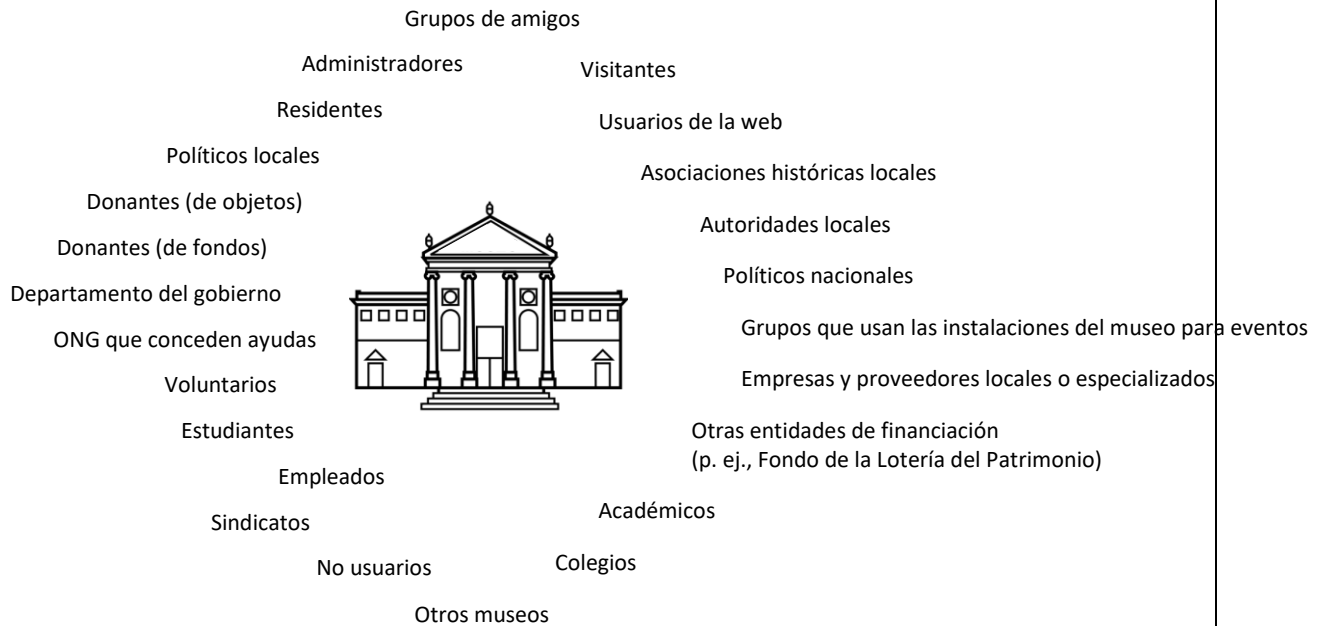 Grupos de amigos
Administradores
Visitantes
Residentes
Usuarios de la web
Políticos locales
Asociaciones históricas locales
Donantes (de objetos)
Autoridades locales
Donantes (de fondos)
Políticos nacionales
Departamento del gobierno
Grupos que usan las instalaciones del museo para eventos
ONG que conceden ayudas
Empresas y proveedores locales o especializados
Voluntarios
Estudiantes
Otras entidades de financiación
(p. ej., Fondo de la Lotería del Patrimonio)
Empleados
Académicos
Sindicatos
Colegios
No usuarios
Otros museos